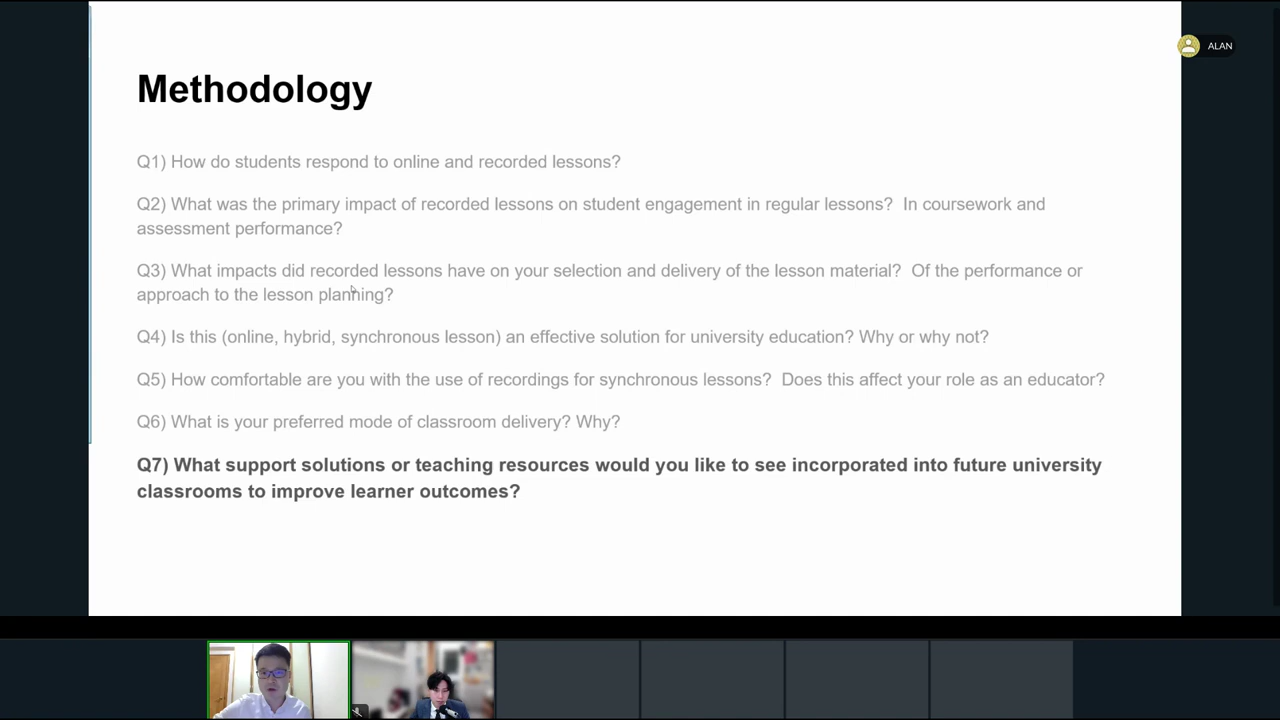 ALAN
Methodology
Q1) How do students respond to online and recorded lessons?
Q2) What was the primary impact of recorded lessons on student engagement in regular lessons?  In coursework and
assessment performance?
Q3) What impacts did recorded lessons have on your selection and delivery of the lesson material?  Of the performance or
approach to the lesson planning?
Q4) Is this (online, hybrid, synchronous lesson) an effective solution for university education? Why or why not?
Q5) How comfortable are you with the use of recordings for synchronous lessons?  Does this affect your role as an educator?
Q6) What is your preferred mode of classroom delivery? Why?
Q7) What support solutions or teaching resources would you like to see incorporated into future university
classrooms to improve learner outcomes?